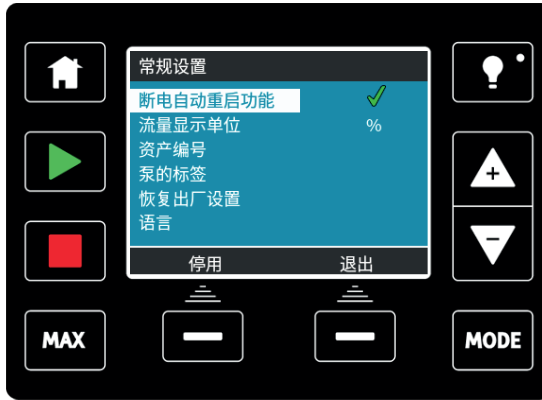 常规设置
断电自动重启功能
流量显示单位 %
资产编号
泵的标签
恢复出厂设置
语言
停用 退出
MAX
MODE